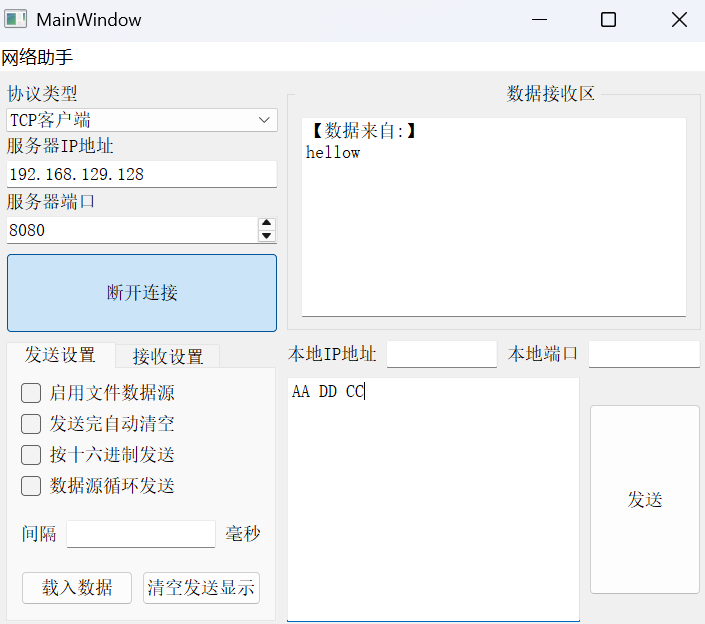 MainWindow
网络助手
协议类型
TCP客户端
服务器IP地址
192.168.129.128
服务器端口
8080
断开连接
数据接收区
【数据来自:】
hellow
发送设置 接收设置
启用文件数据源
发送完自动清空
按十六进制发送
数据源循环发送
间隔 毫秒
载入数据 清空发送显示
本地IP地址 本地端口
AA DD CC
发送